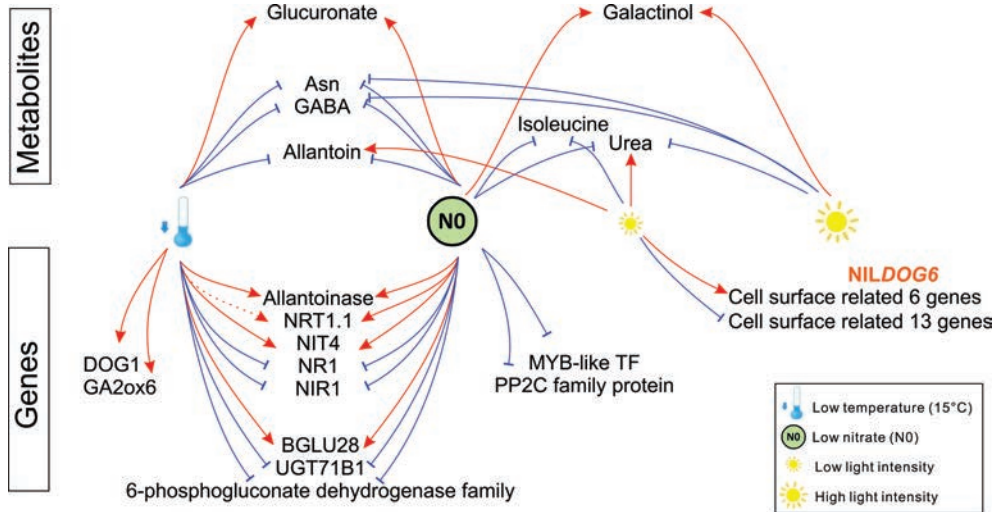 Metabolites
Glucuronate
Galactinol
Asn
GABA
Isoleucine
Urea
Allantoin
N0
NILDOG6
Genes
Allantoinase
NRT1.1
NIT4
NR1
NIR1
DOG1
GA2ox6
MYB-like TF
PP2C family protein
Cell surface related 6 genes
Cell surface related 13 genes
BGLU28
UGT71B1
6-phosphogluconate dehydrogenase family
Low temperature (15°C)
N0 Low nitrate (N0)
Low light intensity
High light intensity